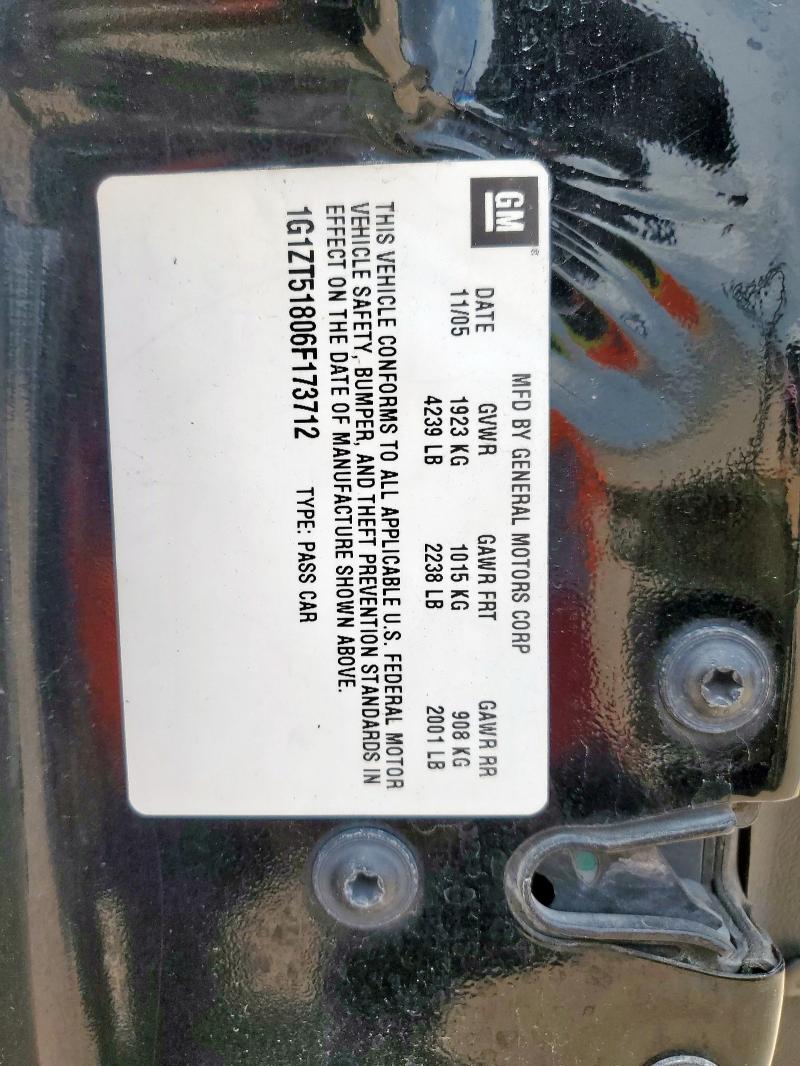 GM®
MFD BY GENERAL MOTORS CORP
DATE GVWR GAWR FRT GAWR RR
11/05 1923 KG 1015 KG 908 KG
4239 LB 2238 LB 2001 LB
THIS VEHICLE CONFORMS TO ALL APPLICABLE U.S. FEDERAL MOTOR
VEHICLE SAFETY, BUMPER, AND THEFT PREVENTION STANDARDS IN
EFFECT ON THE DATE OF MANUFACTURE SHOWN ABOVE.
1G1ZT51806F173712 TYPE: PASS CAR